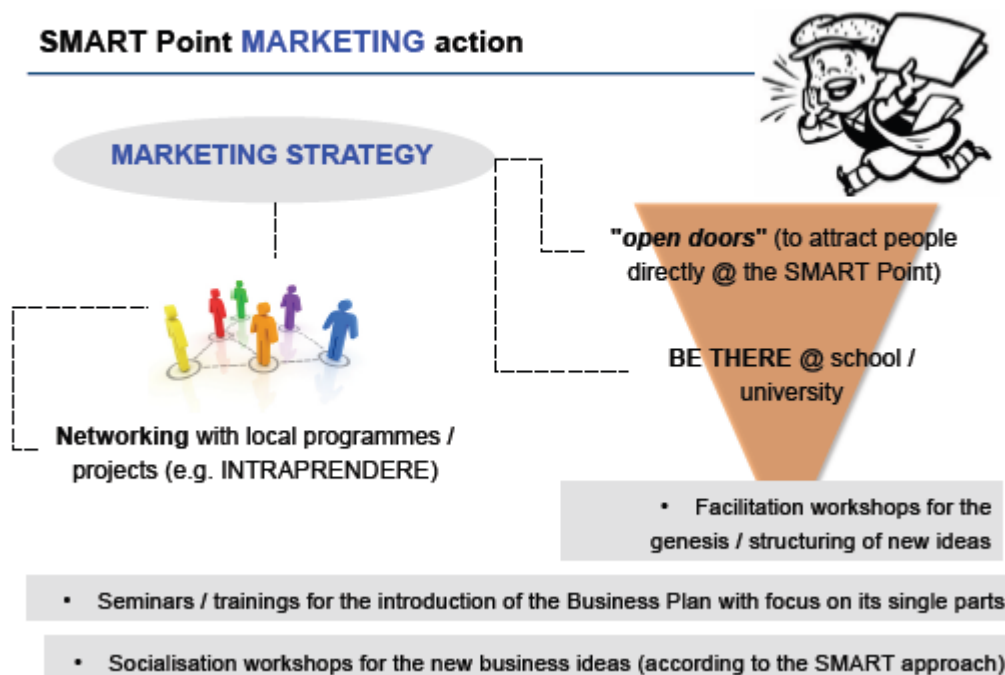 SMART Point MARKETING action
MARKETING STRATEGY
"open doors" (to attract people
directly @ the SMART Point)
BE THERE @ school /
university
Networking with local programmes /
projects (e.g. INTRAPRENDERE)
• Facilitation workshops for the
genesis / structuring of new ideas
• Seminars / trainings for the introduction of the Business Plan with focus on its single parts
• Socialisation workshops for the new business ideas (according to the SMART approach)